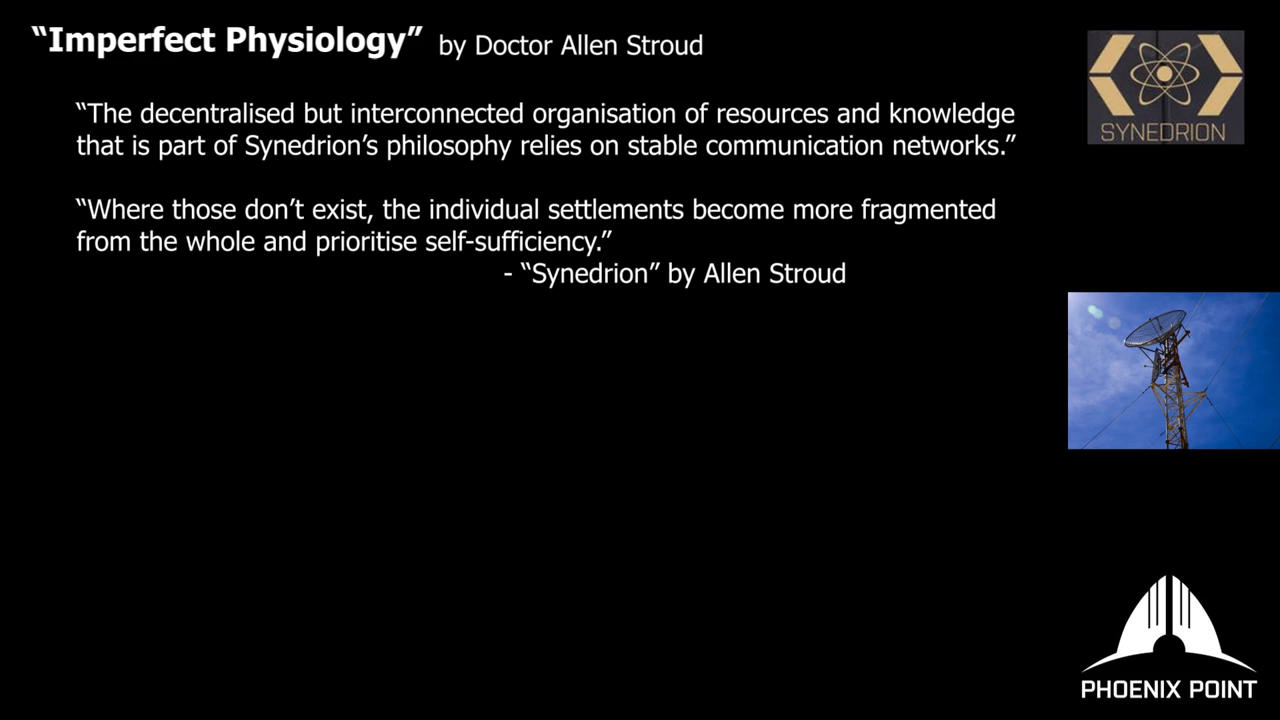 “Imperfect Physiology” by Doctor Allen Stroud
SYNEDRION
“The decentralised but interconnected organisation of resources and knowledge
that is part of Synedrion’s philosophy relies on stable communication networks.”
“Where those don’t exist, the individual settlements become more fragmented
from the whole and prioritise self-sufficiency.”
- “Synedrion” by Allen Stroud
PHOENIX POINT